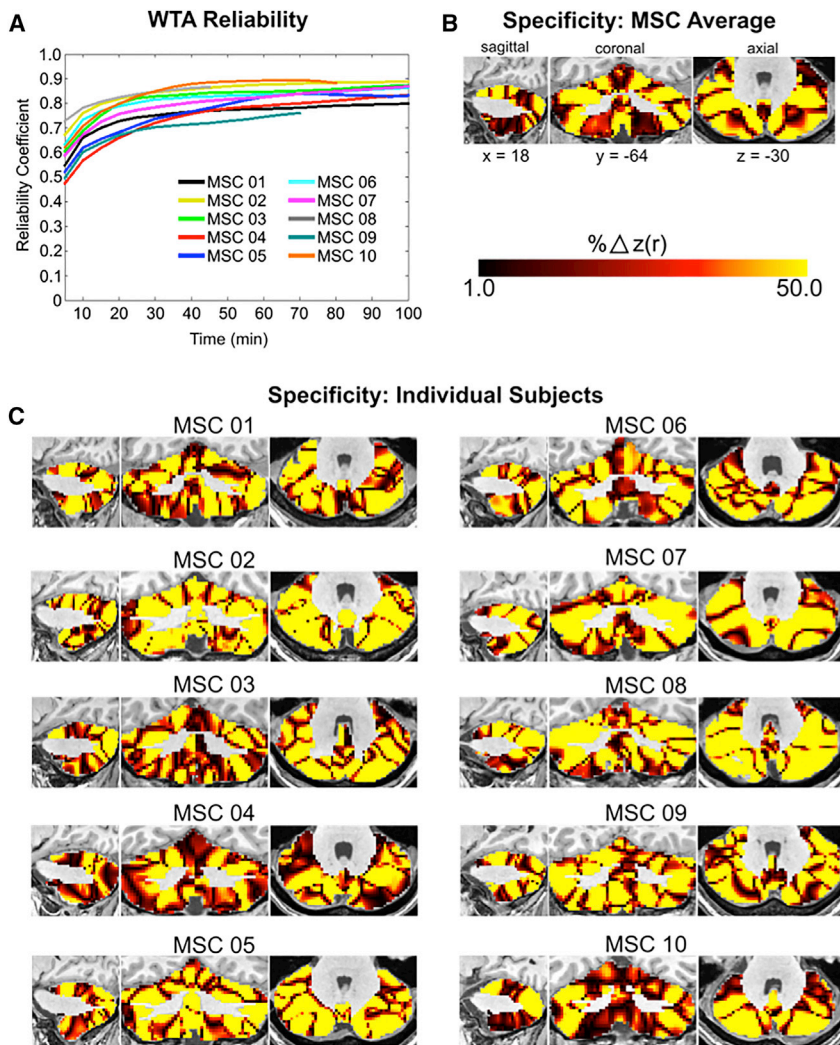 A
WTA Reliability
Reliability Coefficient
1.0
0.9
0.8
0.7
0.6
0.5
0.4
0.3
0.2
0.1
0
MSC 01
MSC 02
MSC 03
MSC 04
MSC 05
MSC 06
MSC 07
MSC 08
MSC 09
MSC 10
10 20 30 40 50 60 70 80 90 100
Time (min)
B
Specificity: MSC Average
sagittal coronal axial
x = 18 y = -64 z = -30
% Δ z(r)
1.0 50.0
Specificity: Individual Subjects
C
MSC 01 MSC 06
MSC 02 MSC 07
MSC 03 MSC 08
MSC 04 MSC 09
MSC 05 MSC 10